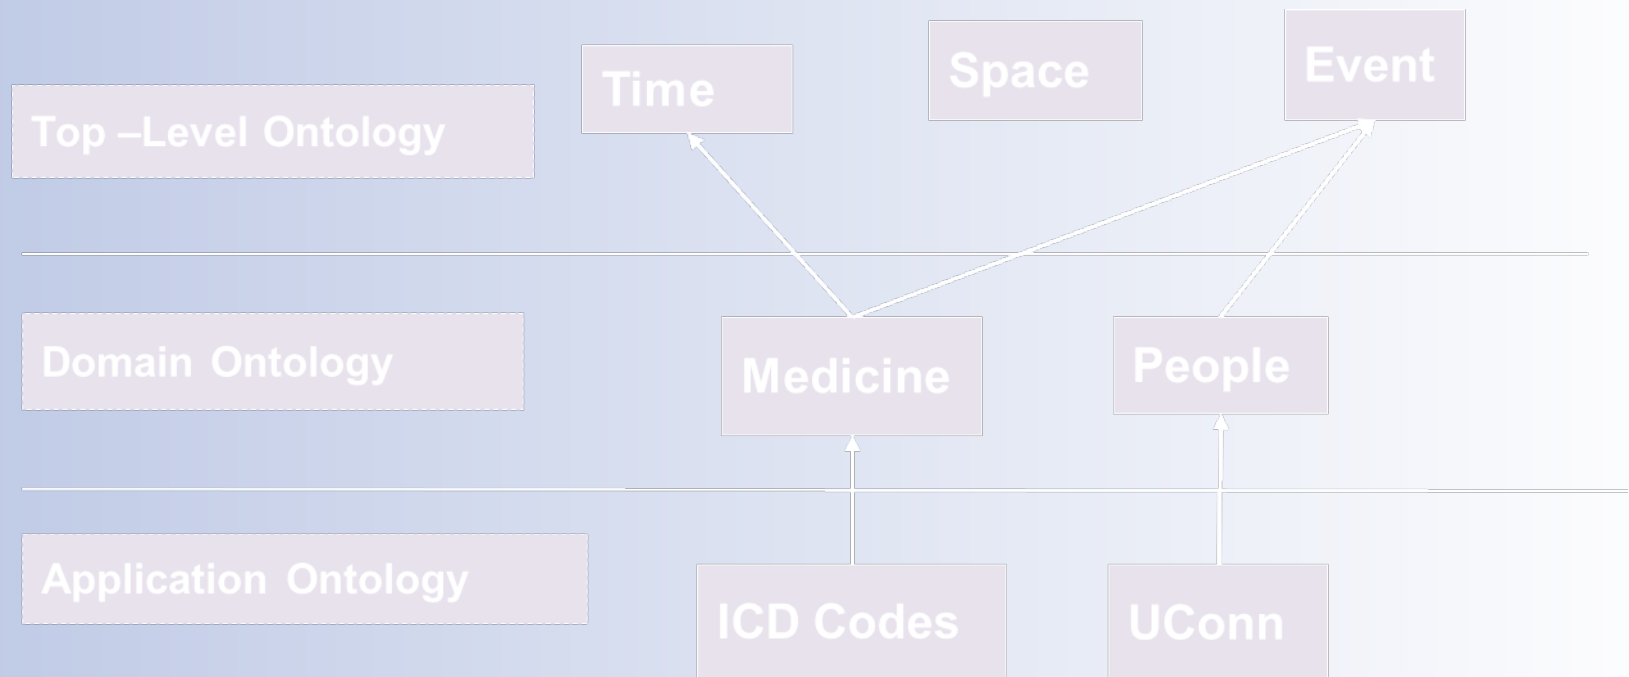 Time
Space
Event
Top –Level Ontology
Domain Ontology
Medicine
People
Application Ontology
ICD Codes
UConn